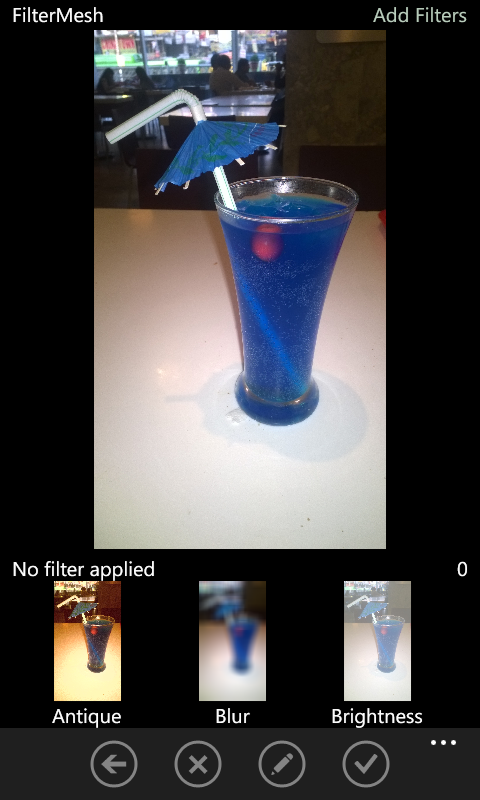 FilterMesh
Add Filters
No filter applied
0
Antique
Blur
Brightness